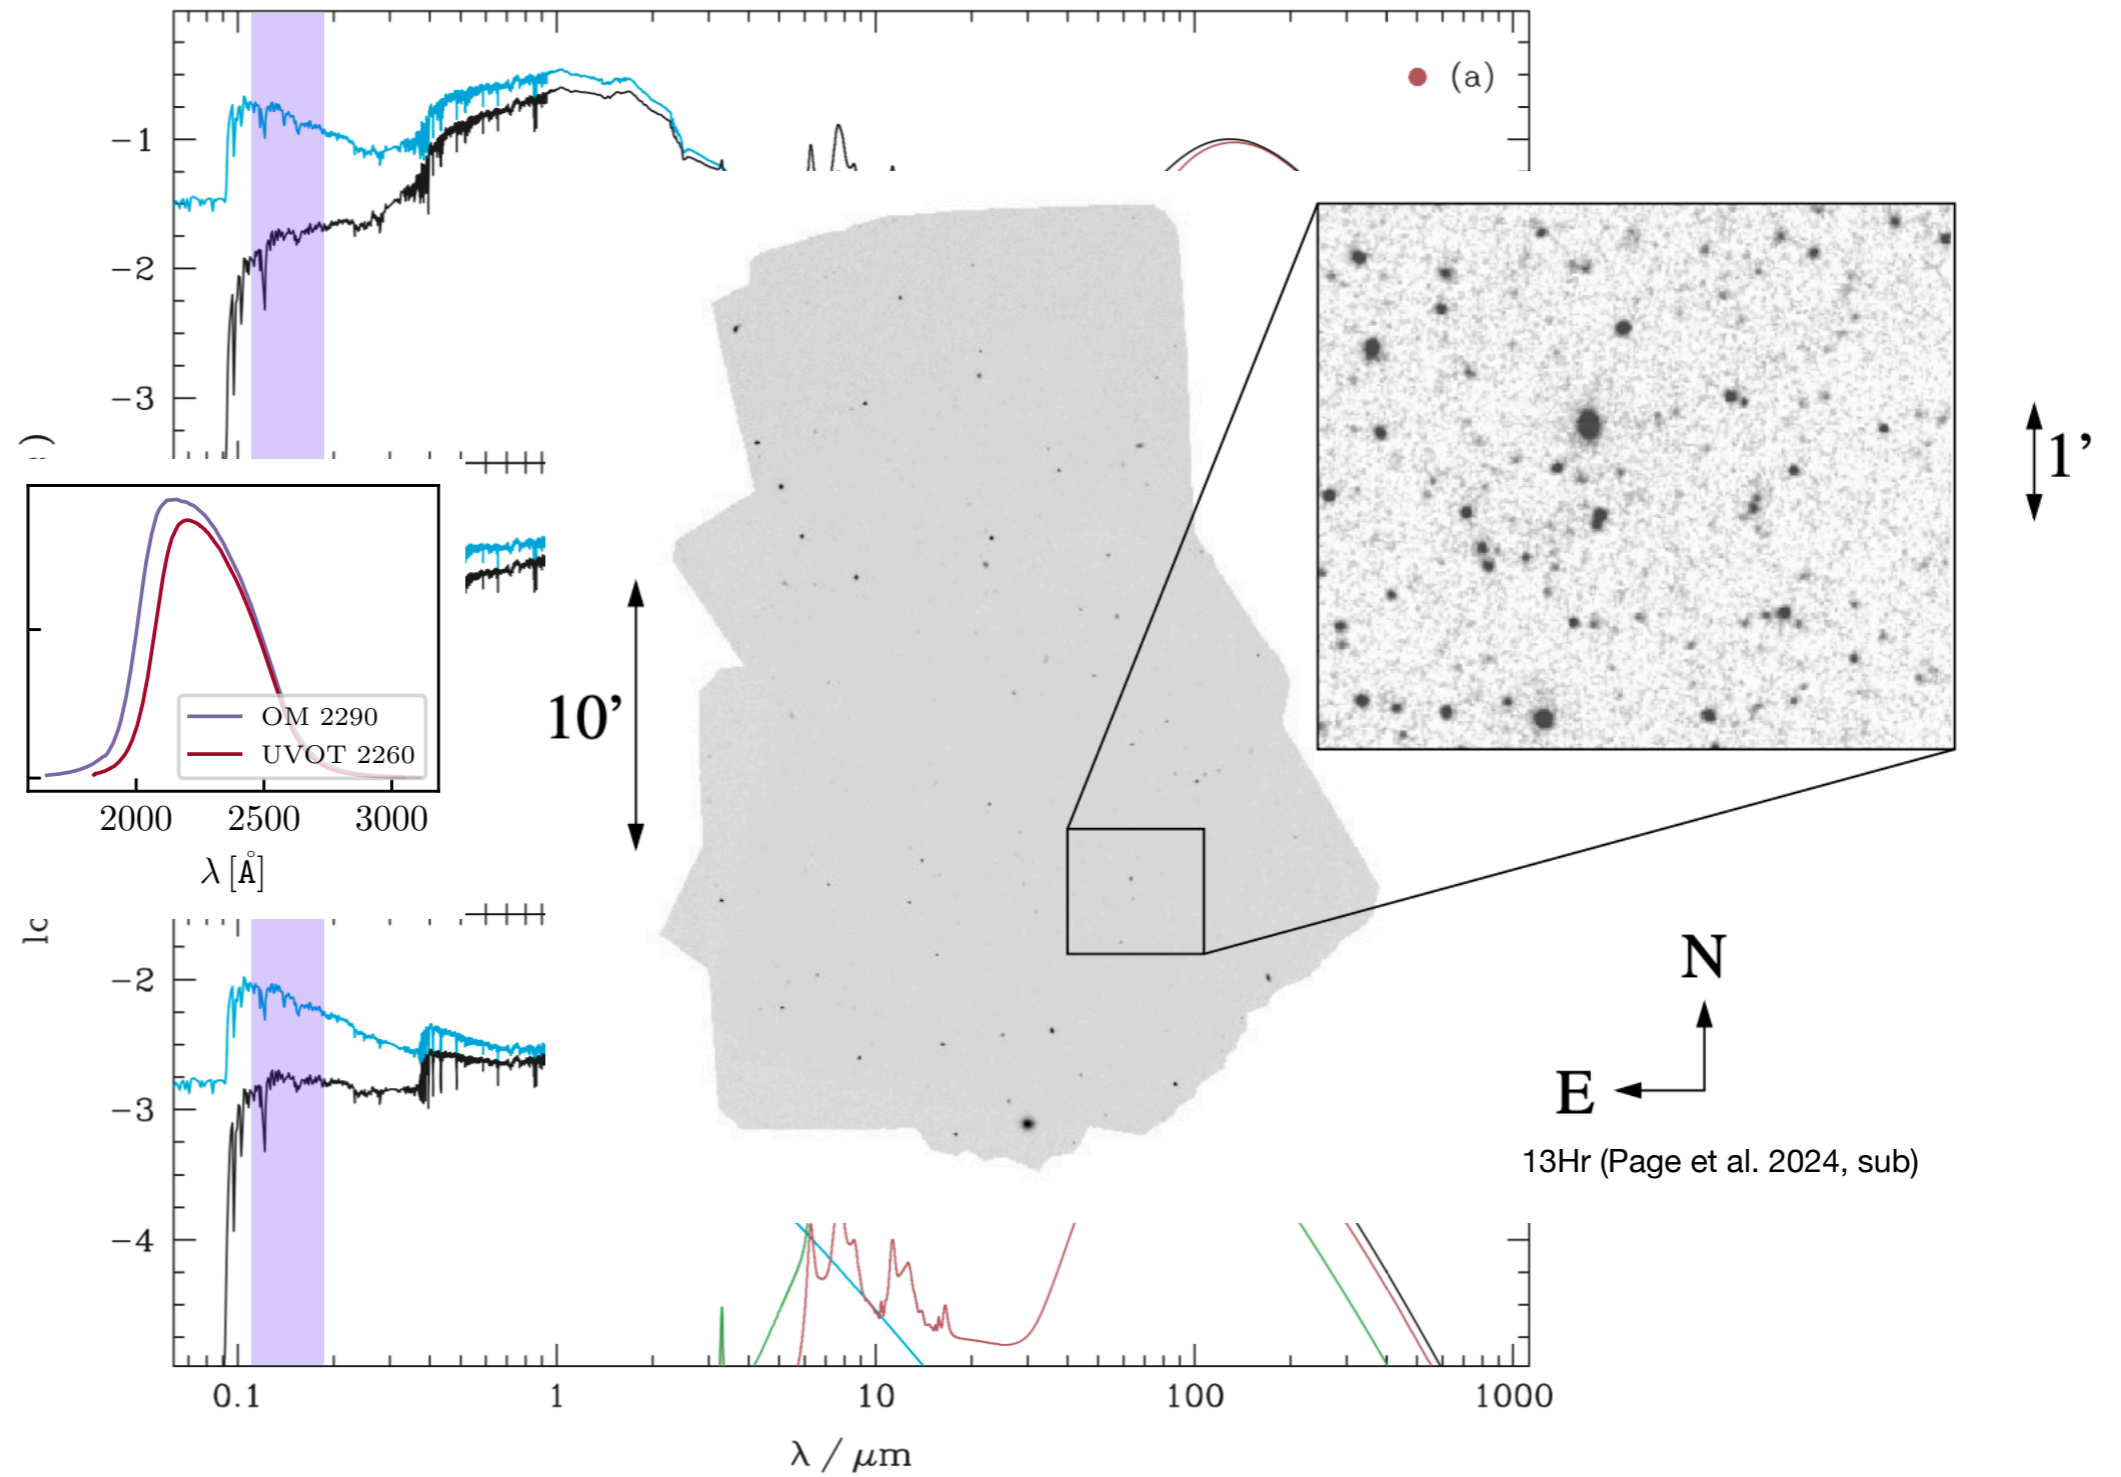 (a)
−1
−2
−3
1’
OM 2290
UVOT 2260
2000 2500 3000
λ [Å]
10’
−2
−3
−4
N
E
13Hr (Page et al. 2024, sub)
0.1 1 10 100 1000
λ / μm